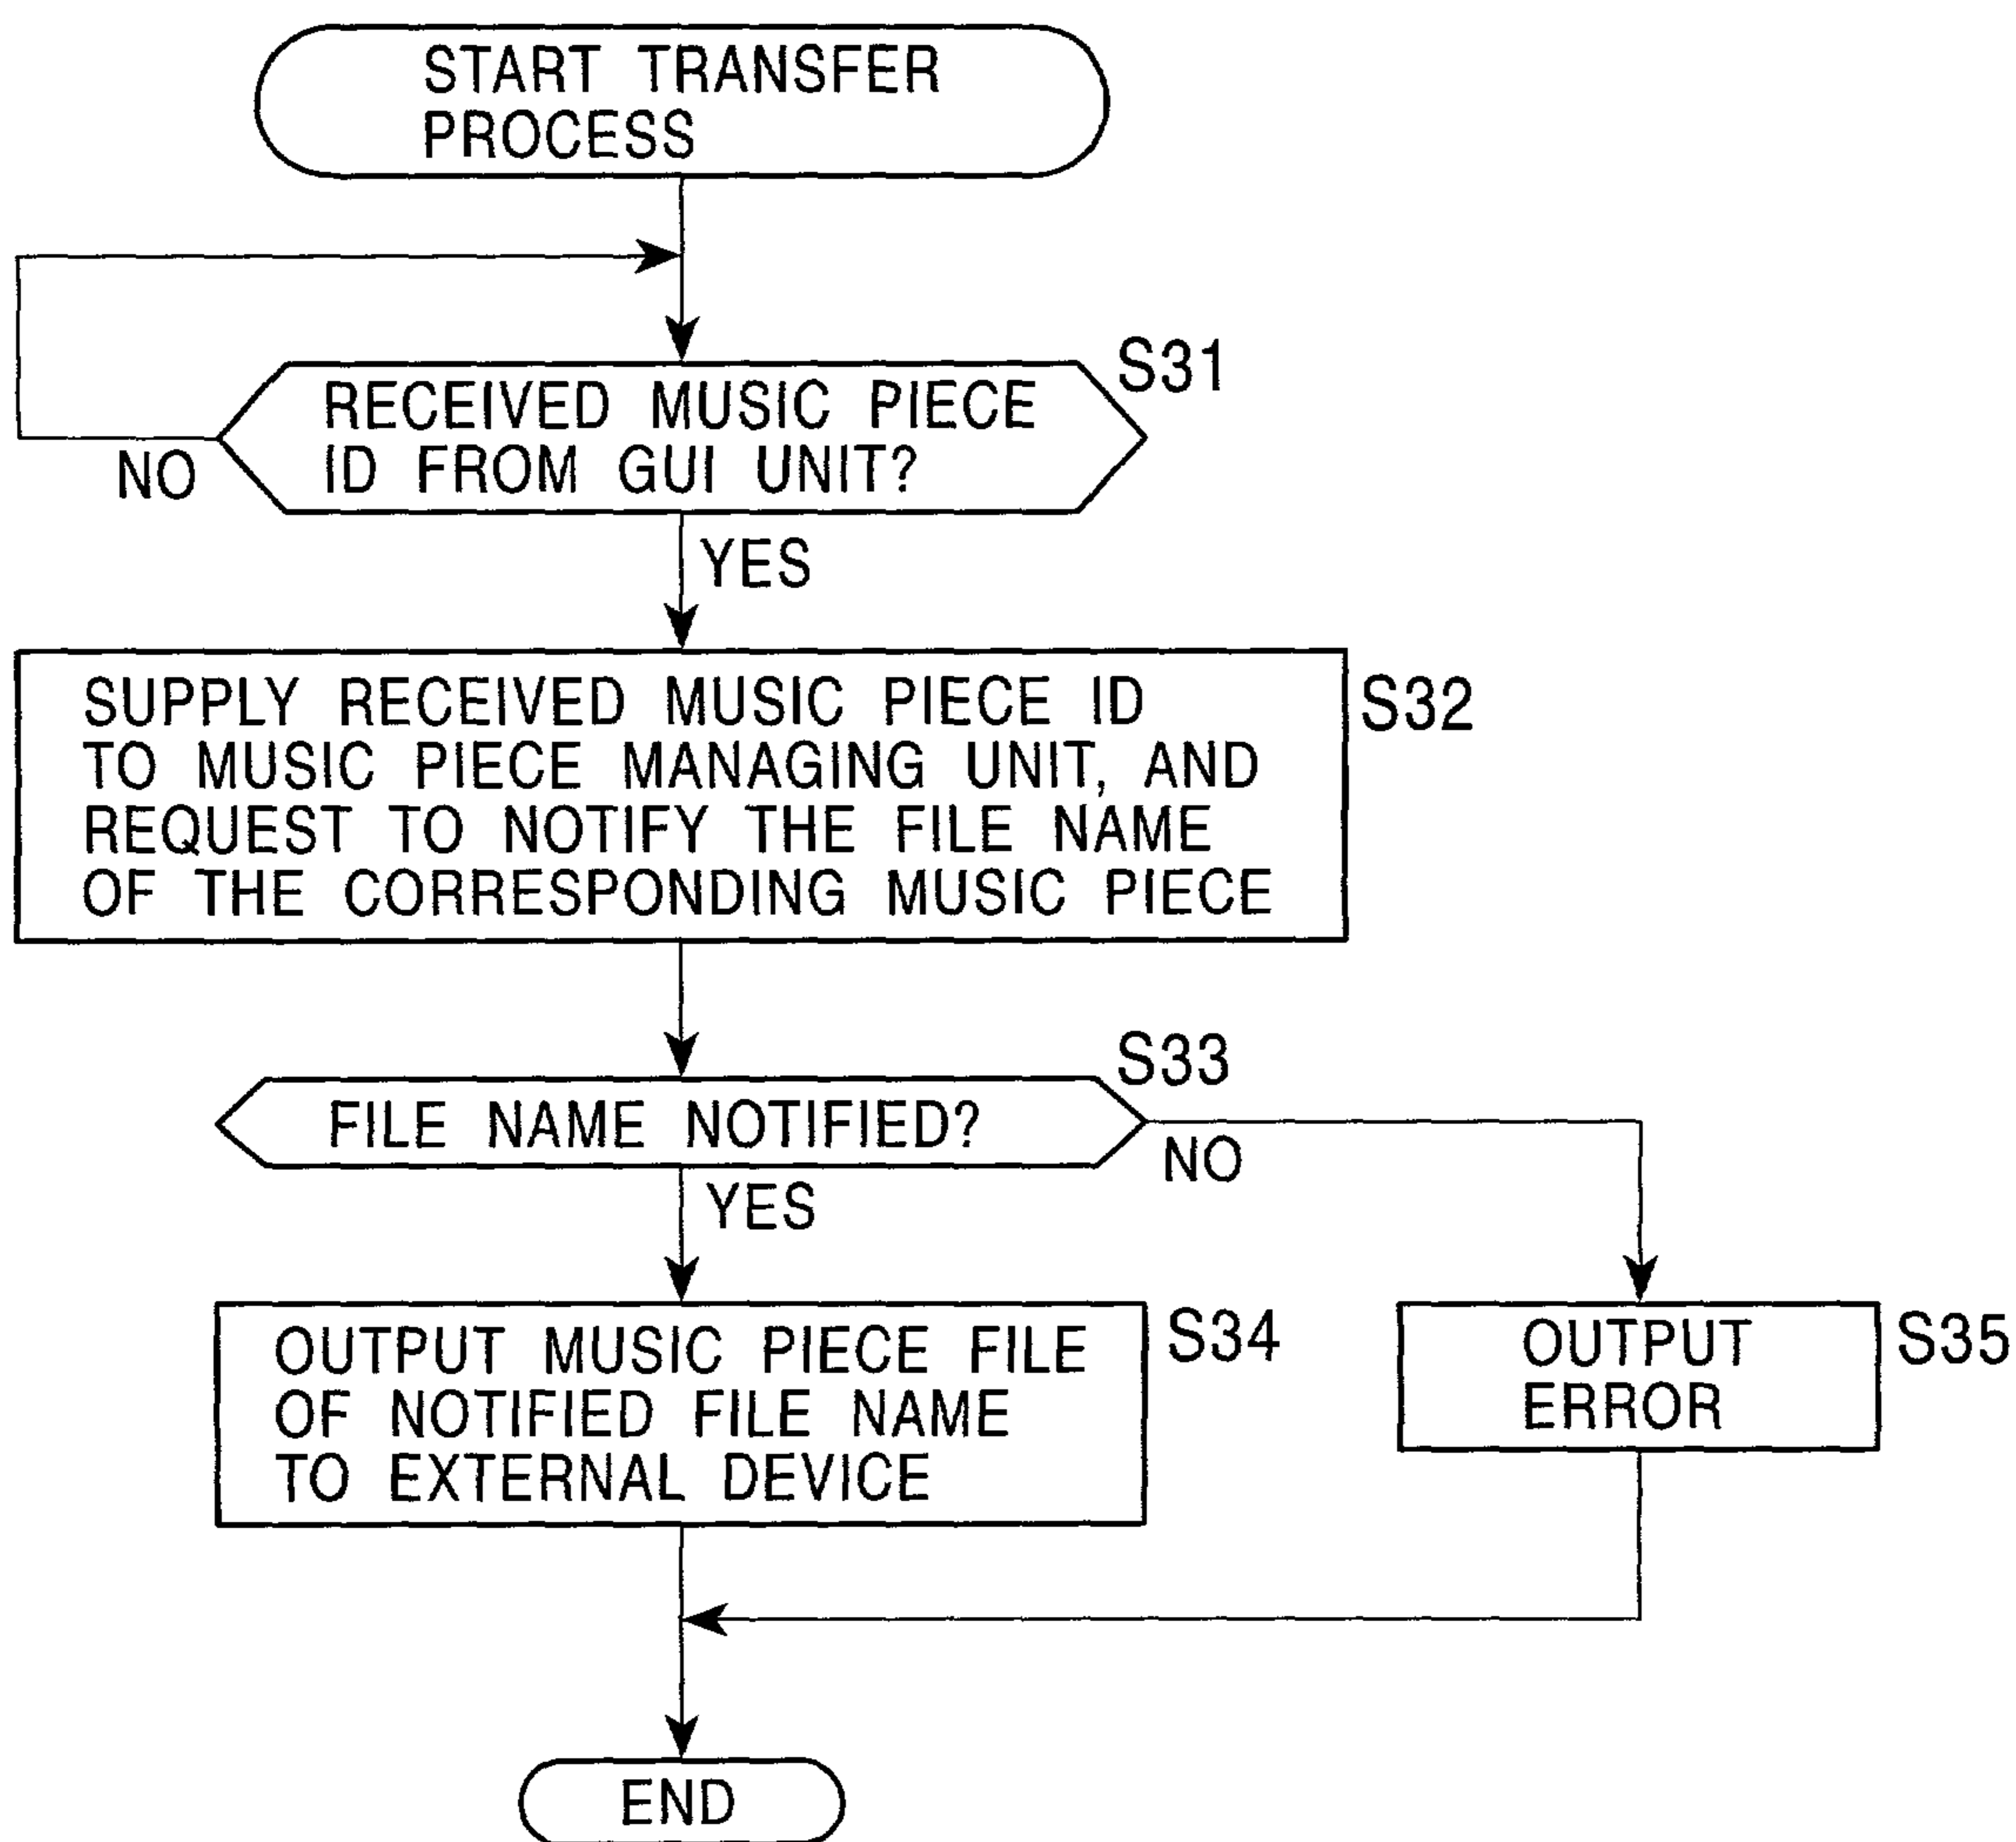 START TRANSFER
PROCESS
S31
RECEIVED MUSIC PIECE
ID FROM GUI UNIT?
NO
YES
S32
SUPPLY RECEIVED MUSIC PIECE ID
TO MUSIC PIECE MANAGING UNIT, AND
REQUEST TO NOTIFY THE FILE NAME
OF THE CORRESPONDING MUSIC PIECE
S33
FILE NAME NOTIFIED?
NO
YES
S34
OUTPUT MUSIC PIECE FILE
OF NOTIFIED FILE NAME
TO EXTERNAL DEVICE
S35
OUTPUT
ERROR
END